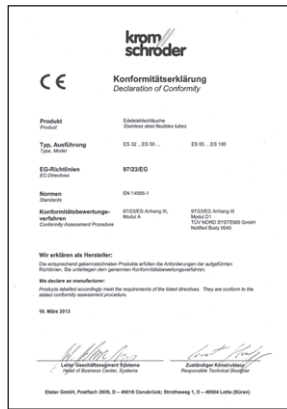 krom
schroder
CE
Konformitätserklärung
Declaration of Conformity
Produkt
Product
Edelstahlschläuche
Stainless steel flexible tubes
Typ, Ausführung
Type, Model
ES 32 ...ES 50 ...
ES 65 ...ES 100
EG-Richtlinien
EC-Directives
97/23/EG
Normen
Standards
EN 14585-1
Konformitätsbewertungs-
verfahren
Conformity Assessment Procedure
97/23/EG Anhang III,
Modul A
97/23/EG Anhang III
Modul D1
TÜV NORD SYSTEMS GmbH
Notified Body 0045
Wir erklären als Hersteller:
Die entsprechend gekennzeichneten Produkte erfüllen die Anforderungen der aufgeführten
Richtlinien. Sie unterliegen dem genannten Konformitätsbewertungsverfahren.
We declare as manufacturer:
Products labelled accordingly meet the requirements of the listed directives. They are conform to the
stated conformity assessment procedure.
18. März 2013
Leiter Geschäftssegment Systeme
Head of Business Center, Systems
Zuständiger Konstrukteur
Responsible Technical Designer
Elster GmbH, Postfach 2809, D – 49018 Osnabrück; Strotheweg 1, D – 49504 Lotte (Büren)